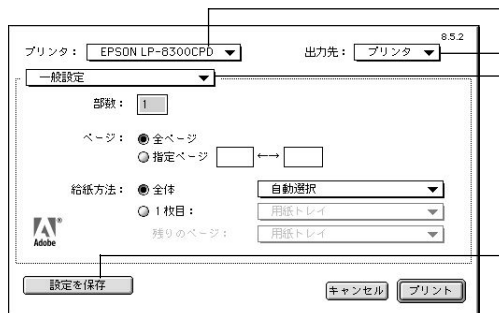 8.5.2
プリンタ： EPSON LP-8300CPD 出力先： プリンタ
一般設定
部数： 1
ページ： 全ページ
指定ページ ←→
給紙方法： 全体 自動選択
1枚目： 用紙トレイ
残りのページ： 用紙トレイ
Adobe
設定を保存 キャンセル プリント